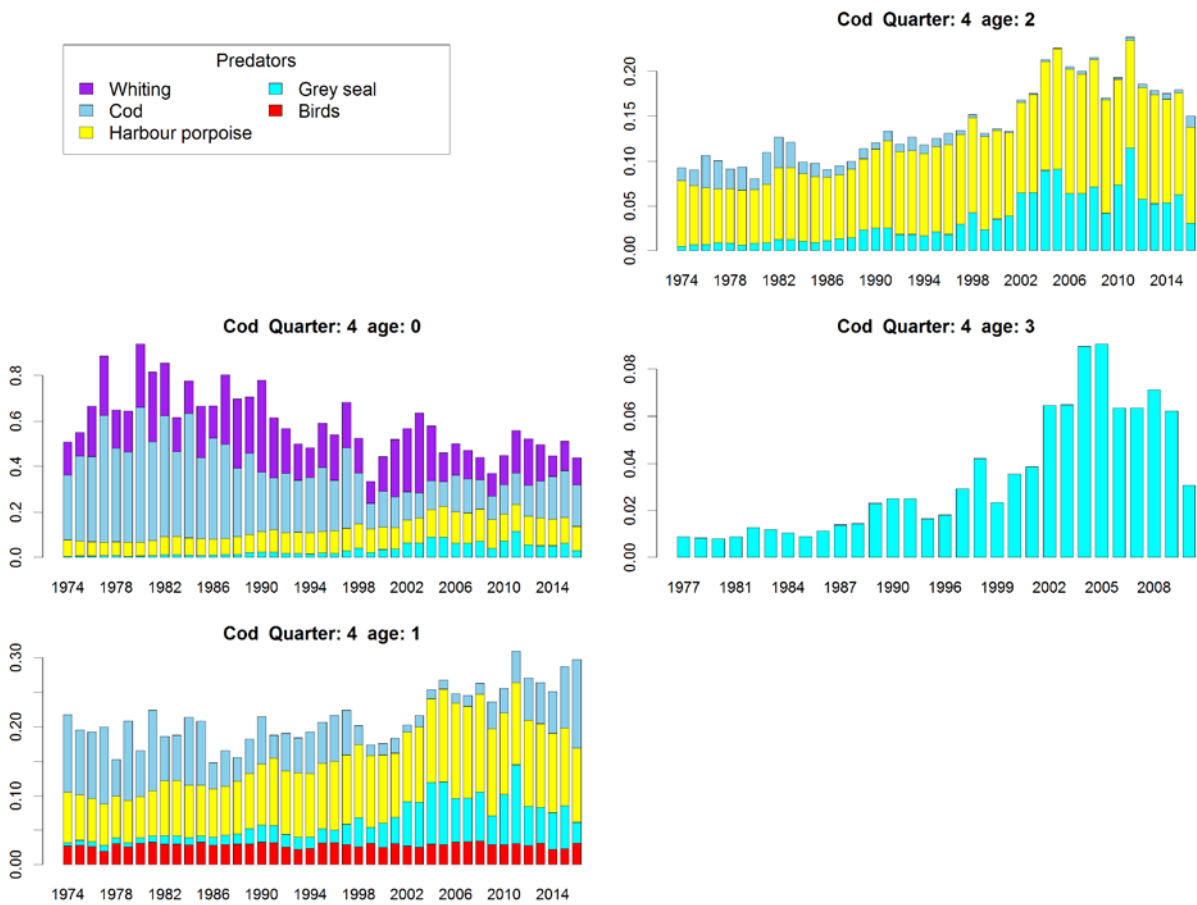 Predators
Whiting
Grey seal
Cod
Birds
Harbour porpoise
Cod Quarter: 4 age: 2
0.20
0.15
0.10
0.05
0.00
1974 1978 1982 1986 1990 1994 1998 2002 2006 2010 2014
Cod Quarter: 4 age: 0
0.8
0.6
0.4
0.2
0.0
1974 1978 1982 1986 1990 1994 1998 2002 2006 2010 2014
Cod Quarter: 4 age: 3
0.08
0.06
0.04
0.02
0.00
1977 1981 1984 1987 1990 1996 1999 2002 2005 2008
Cod Quarter: 4 age: 1
0.30
0.20
0.10
0.00
1974 1978 1982 1986 1990 1994 1998 2002 2006 2010 2014